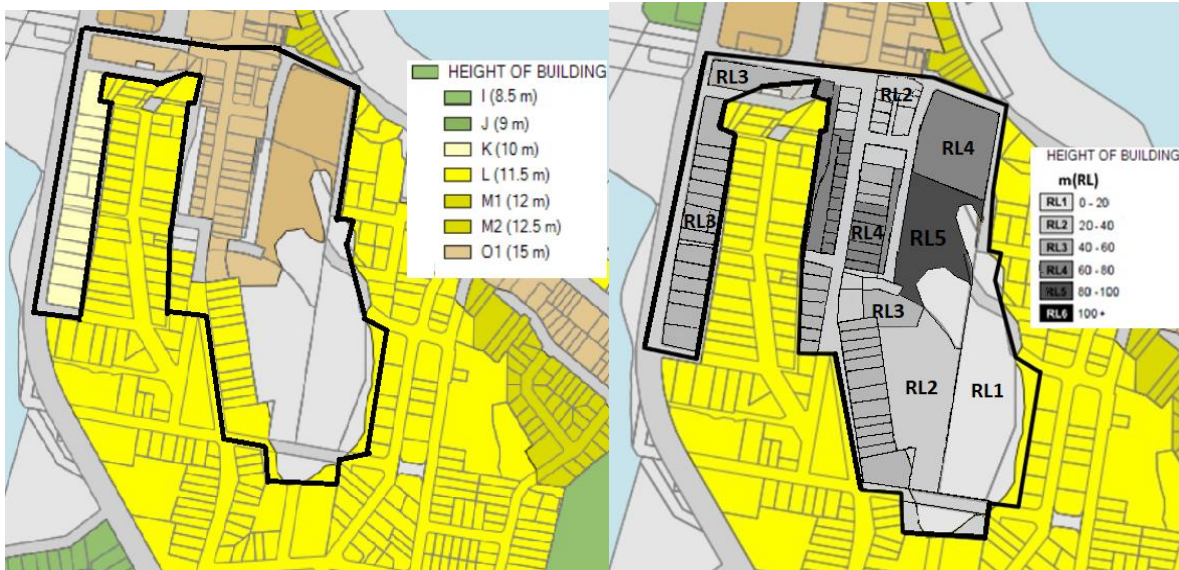 HEIGHT OF BUILDING
I (8.5 m)
J (9 m)
K (10 m)
L (11.5 m)
M1 (12 m)
M2 (12.5 m)
O1 (15 m)
RL3
RL2
RL4
RL3
RL4
RL5
RL3
RL2
RL1
HEIGHT OF BUILDING
m(RL)
RL1 0 - 20
RL2 20 - 40
RL3 40 - 60
RL4 60 - 80
RL5 80 -100
RL6 100 +